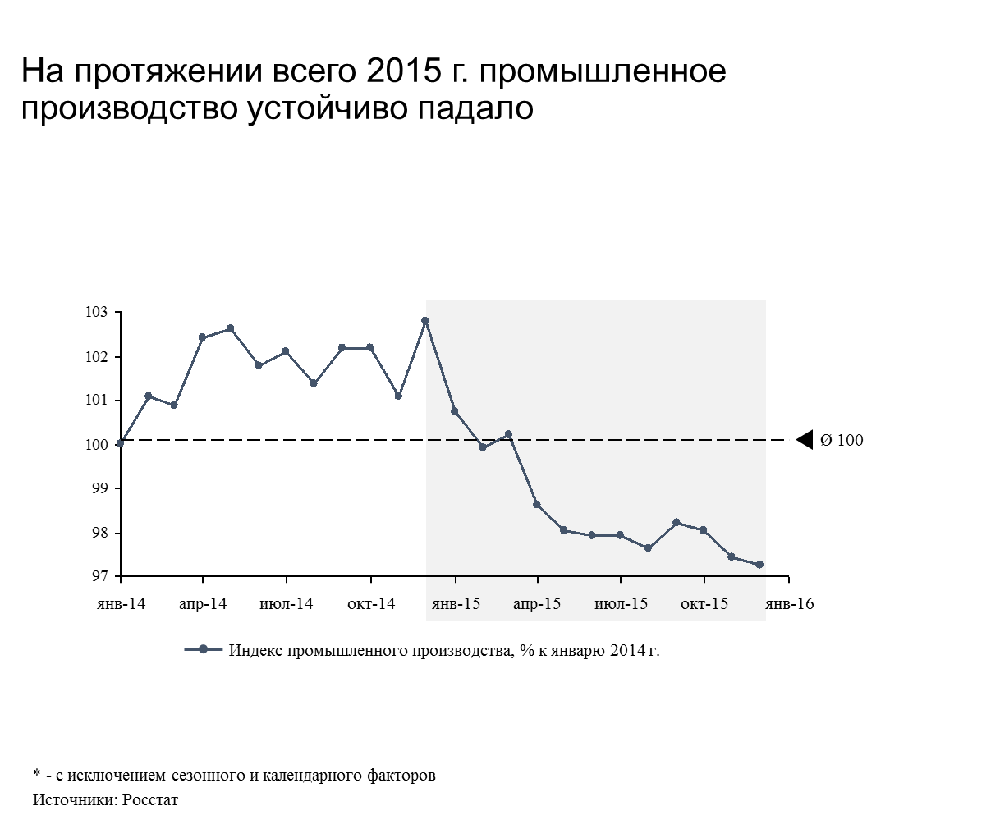 На протяжении всего 2015 г. промышленное
производство устойчиво падало
103
102
101
100
99
98
97
Ø 100
янв-14 апр-14 июл-14 окт-14 янв-15 апр-15 июл-15 окт-15 янв-16
Индекс промышленного производства, % к январю 2014 г.
* - с исключением сезонного и календарного факторов
Источники: Росстат